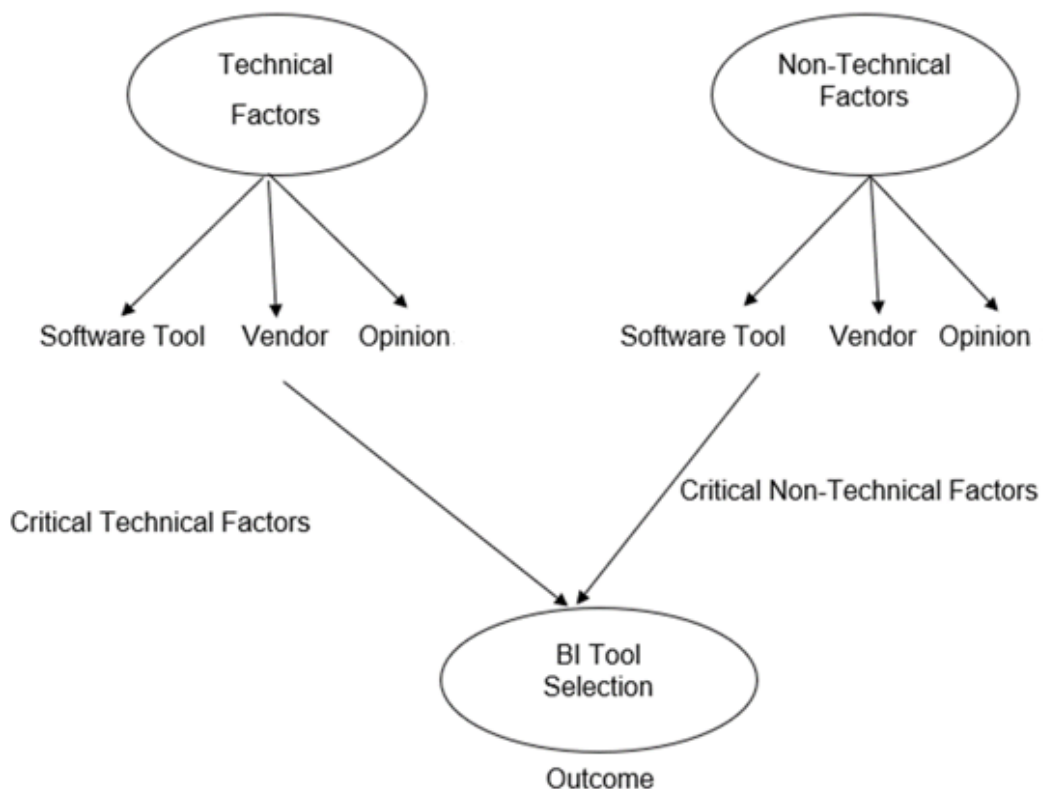 Technical
Factors
Non-Technical
Factors
Software Tool
Vendor
Opinion
Software Tool
Vendor
Opinion
Critical Technical Factors
Critical Non-Technical Factors
BI Tool
Selection
Outcome